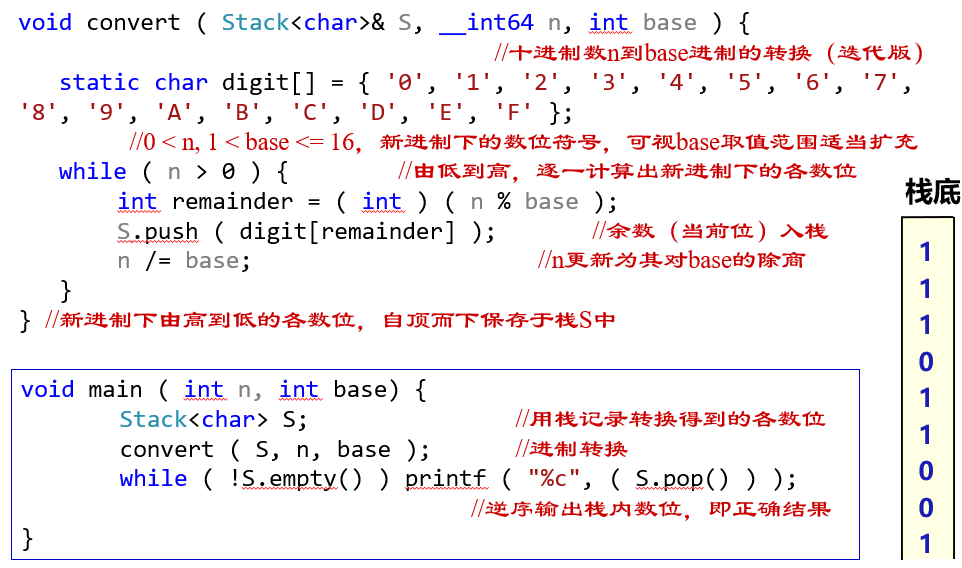 void convert ( Stack<char>& S, __int64 n, int base ) {
//十进制数n到base进制的转换（迭代版）
static char digit[] = { '0', '1', '2', '3', '4', '5', '6', '7',
'8', '9', 'A', 'B', 'C', 'D', 'E', 'F' };
//0 < n, 1 < base <= 16，新进制下的数位符号，可视base取值范围适当扩充
while ( n > 0 ) { //由低到高，逐一计算出新进制下的各数位
int remainder = ( int ) ( n % base );
S.push ( digit[remainder] ); //余数（当前位）入栈
n /= base; //n更新为其对base的除商
}
} //新进制下由高到低的各数位，自顶而下保存于栈S中
void main ( int n, int base) {
Stack<char> S; //用栈记录转换得到的各数位
convert ( S, n, base ); //进制转换
while ( !S.empty() ) printf ( "%c", ( S.pop() ) );
//逆序输出栈内数位，即正确结果
}
栈底
1
1
1
0
1
1
0
0
1